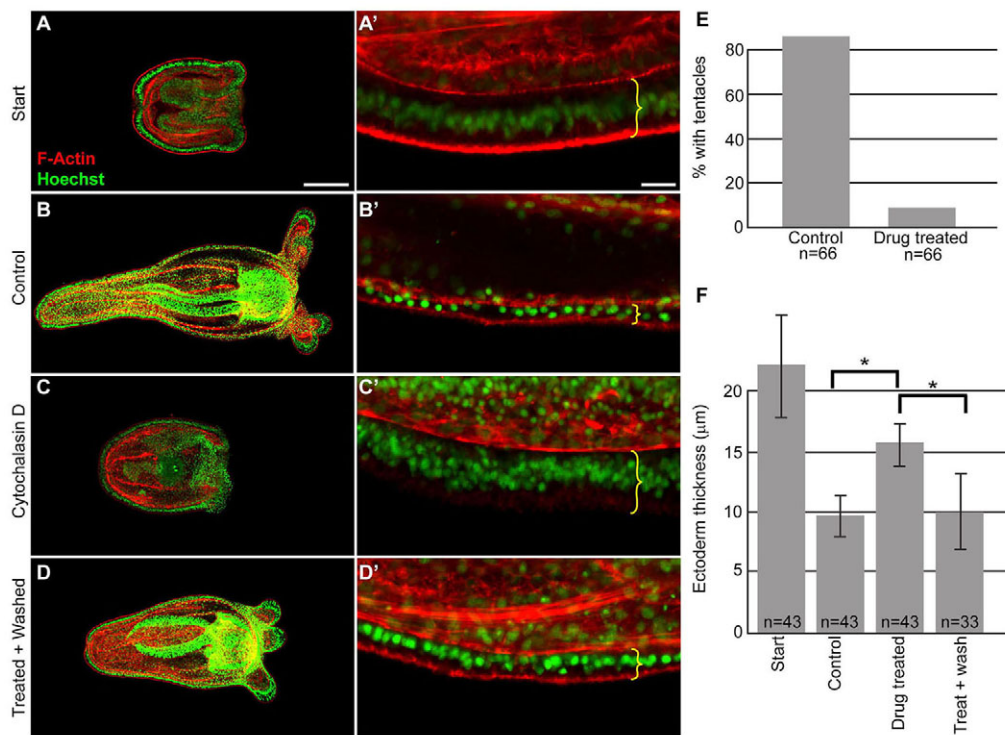 A
A'
Start
F-Actin
Hoechst
B
B'
Control
C
C'
Cytochalasin D
D
D'
Treated + Washed
E
% with tentacles
80
60
40
20
0
Control
n=66
Drug treated
n=66
F
Ectoderm thickness (μm)
20
15
10
5
0
*
*
n=43
n=43
n=43
n=33
Start
Control
Drug treated
Treat + wash